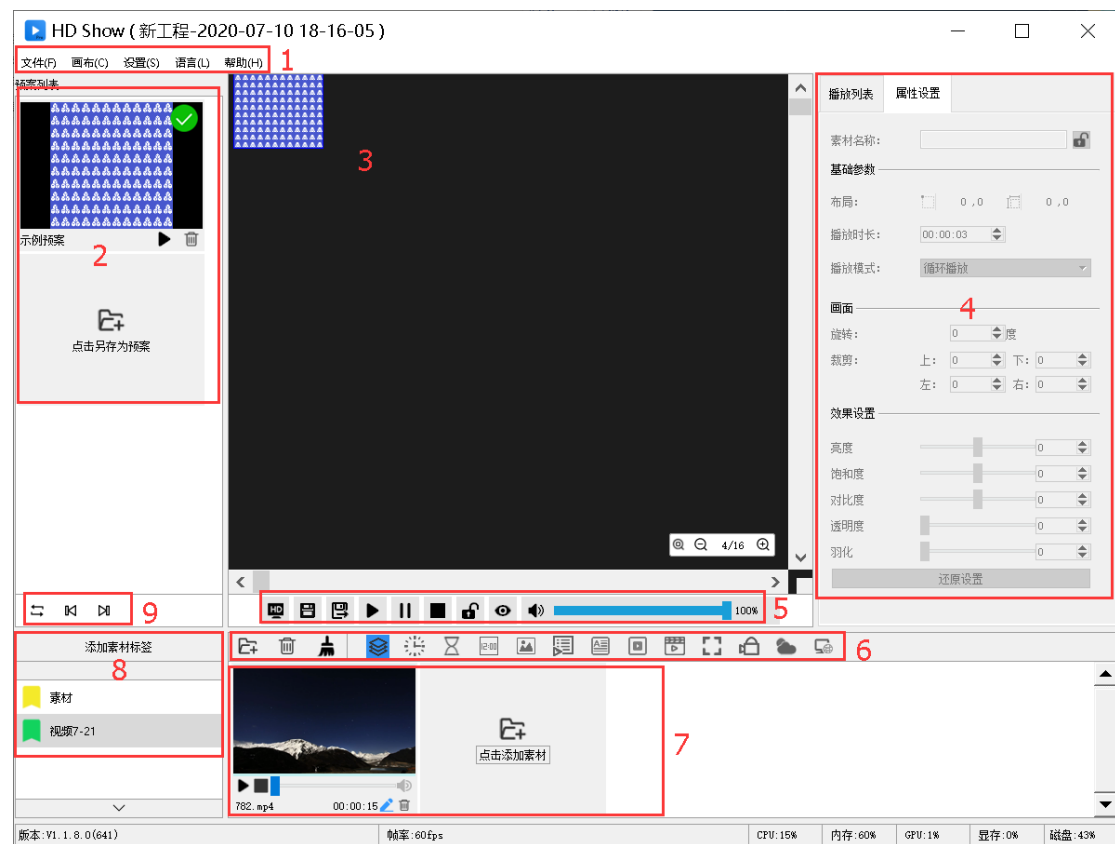 HD Show ( 新工程-2020-07-10 18-16-05 )
文件(F) 画布(C) 设置(S) 语言(L) 帮助(H) 1
预案列表
示例预案
2
点击另存为预案
3
4/16
播放列表 属性设置
素材名称:
基础参数
布局: 0 ,0 0 ,0
播放时长: 00:00:03
播放模式: 循环播放
画面 4
旋转: 0 度
裁剪: 上: 0 下: 0
左: 0 右: 0
效果设置
亮度 0
饱和度 0
对比度 0
透明度 0
羽化 0
还原设置
9
HD 100% 5
添加素材标签
8
素材
视频7-21
6
点击添加素材
782.mp4 00:00:15
7
版本:V1.1.8.0(641) 帧率:60fps CPU:15% 内存:60% GPU:1% 显存:0% 磁盘:43%